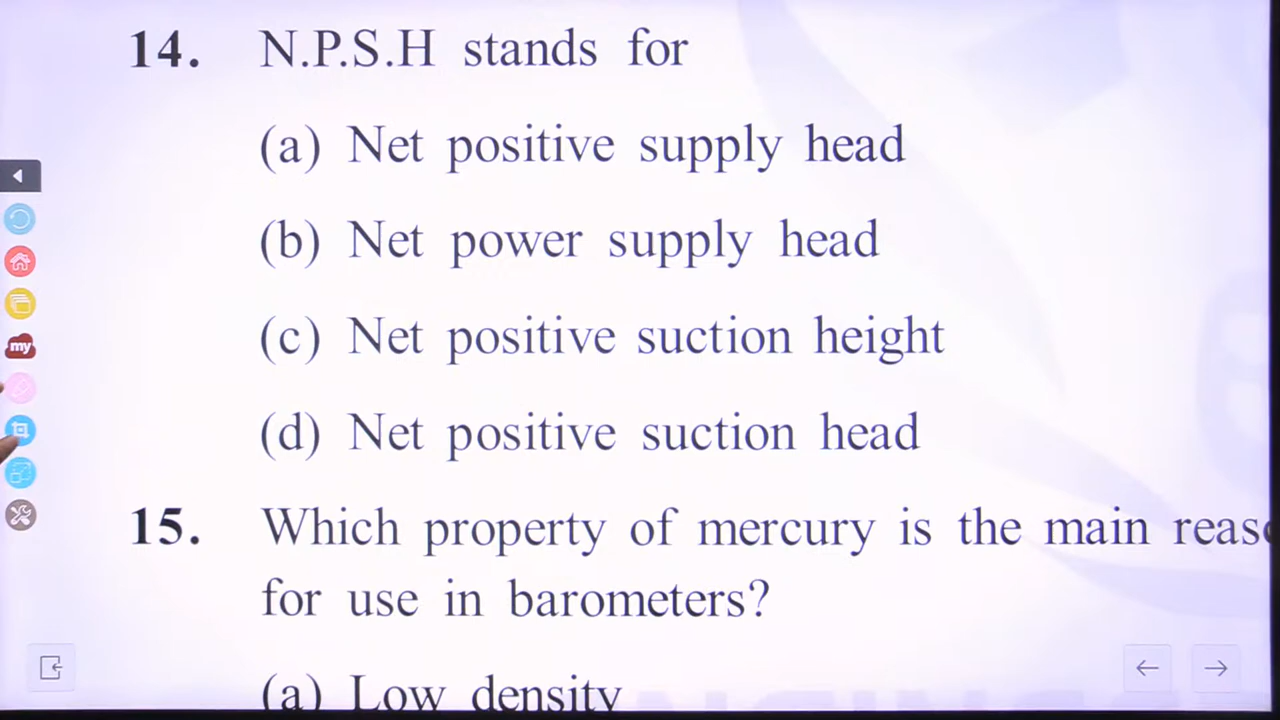 14. N.P.S.H stands for
(a) Net positive supply head
(b) Net power supply head
(c) Net positive suction height
(d) Net positive suction head
my
15. Which property of mercury is the main
for use in barometers?
(a) Low density